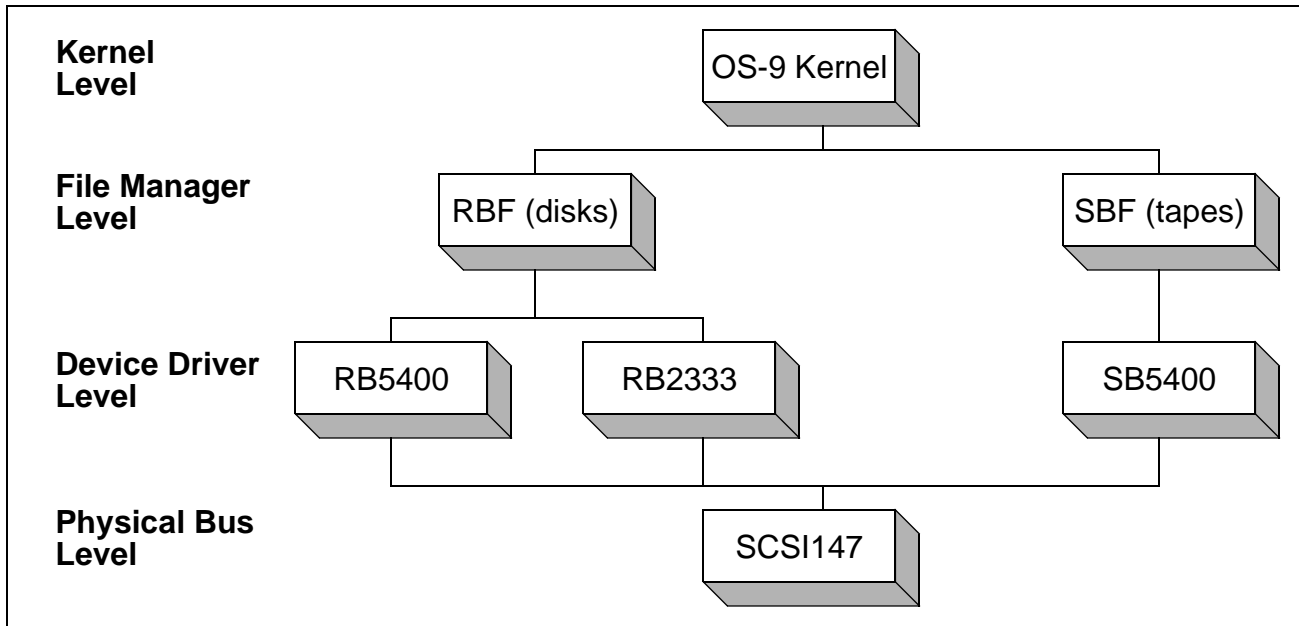 Kernel
Level
OS-9 Kernel
File Manager
Level
RBF (disks)
SBF (tapes)
Device Driver
Level
RB5400
RB2333
SB5400
Physical Bus
Level
SCSI147